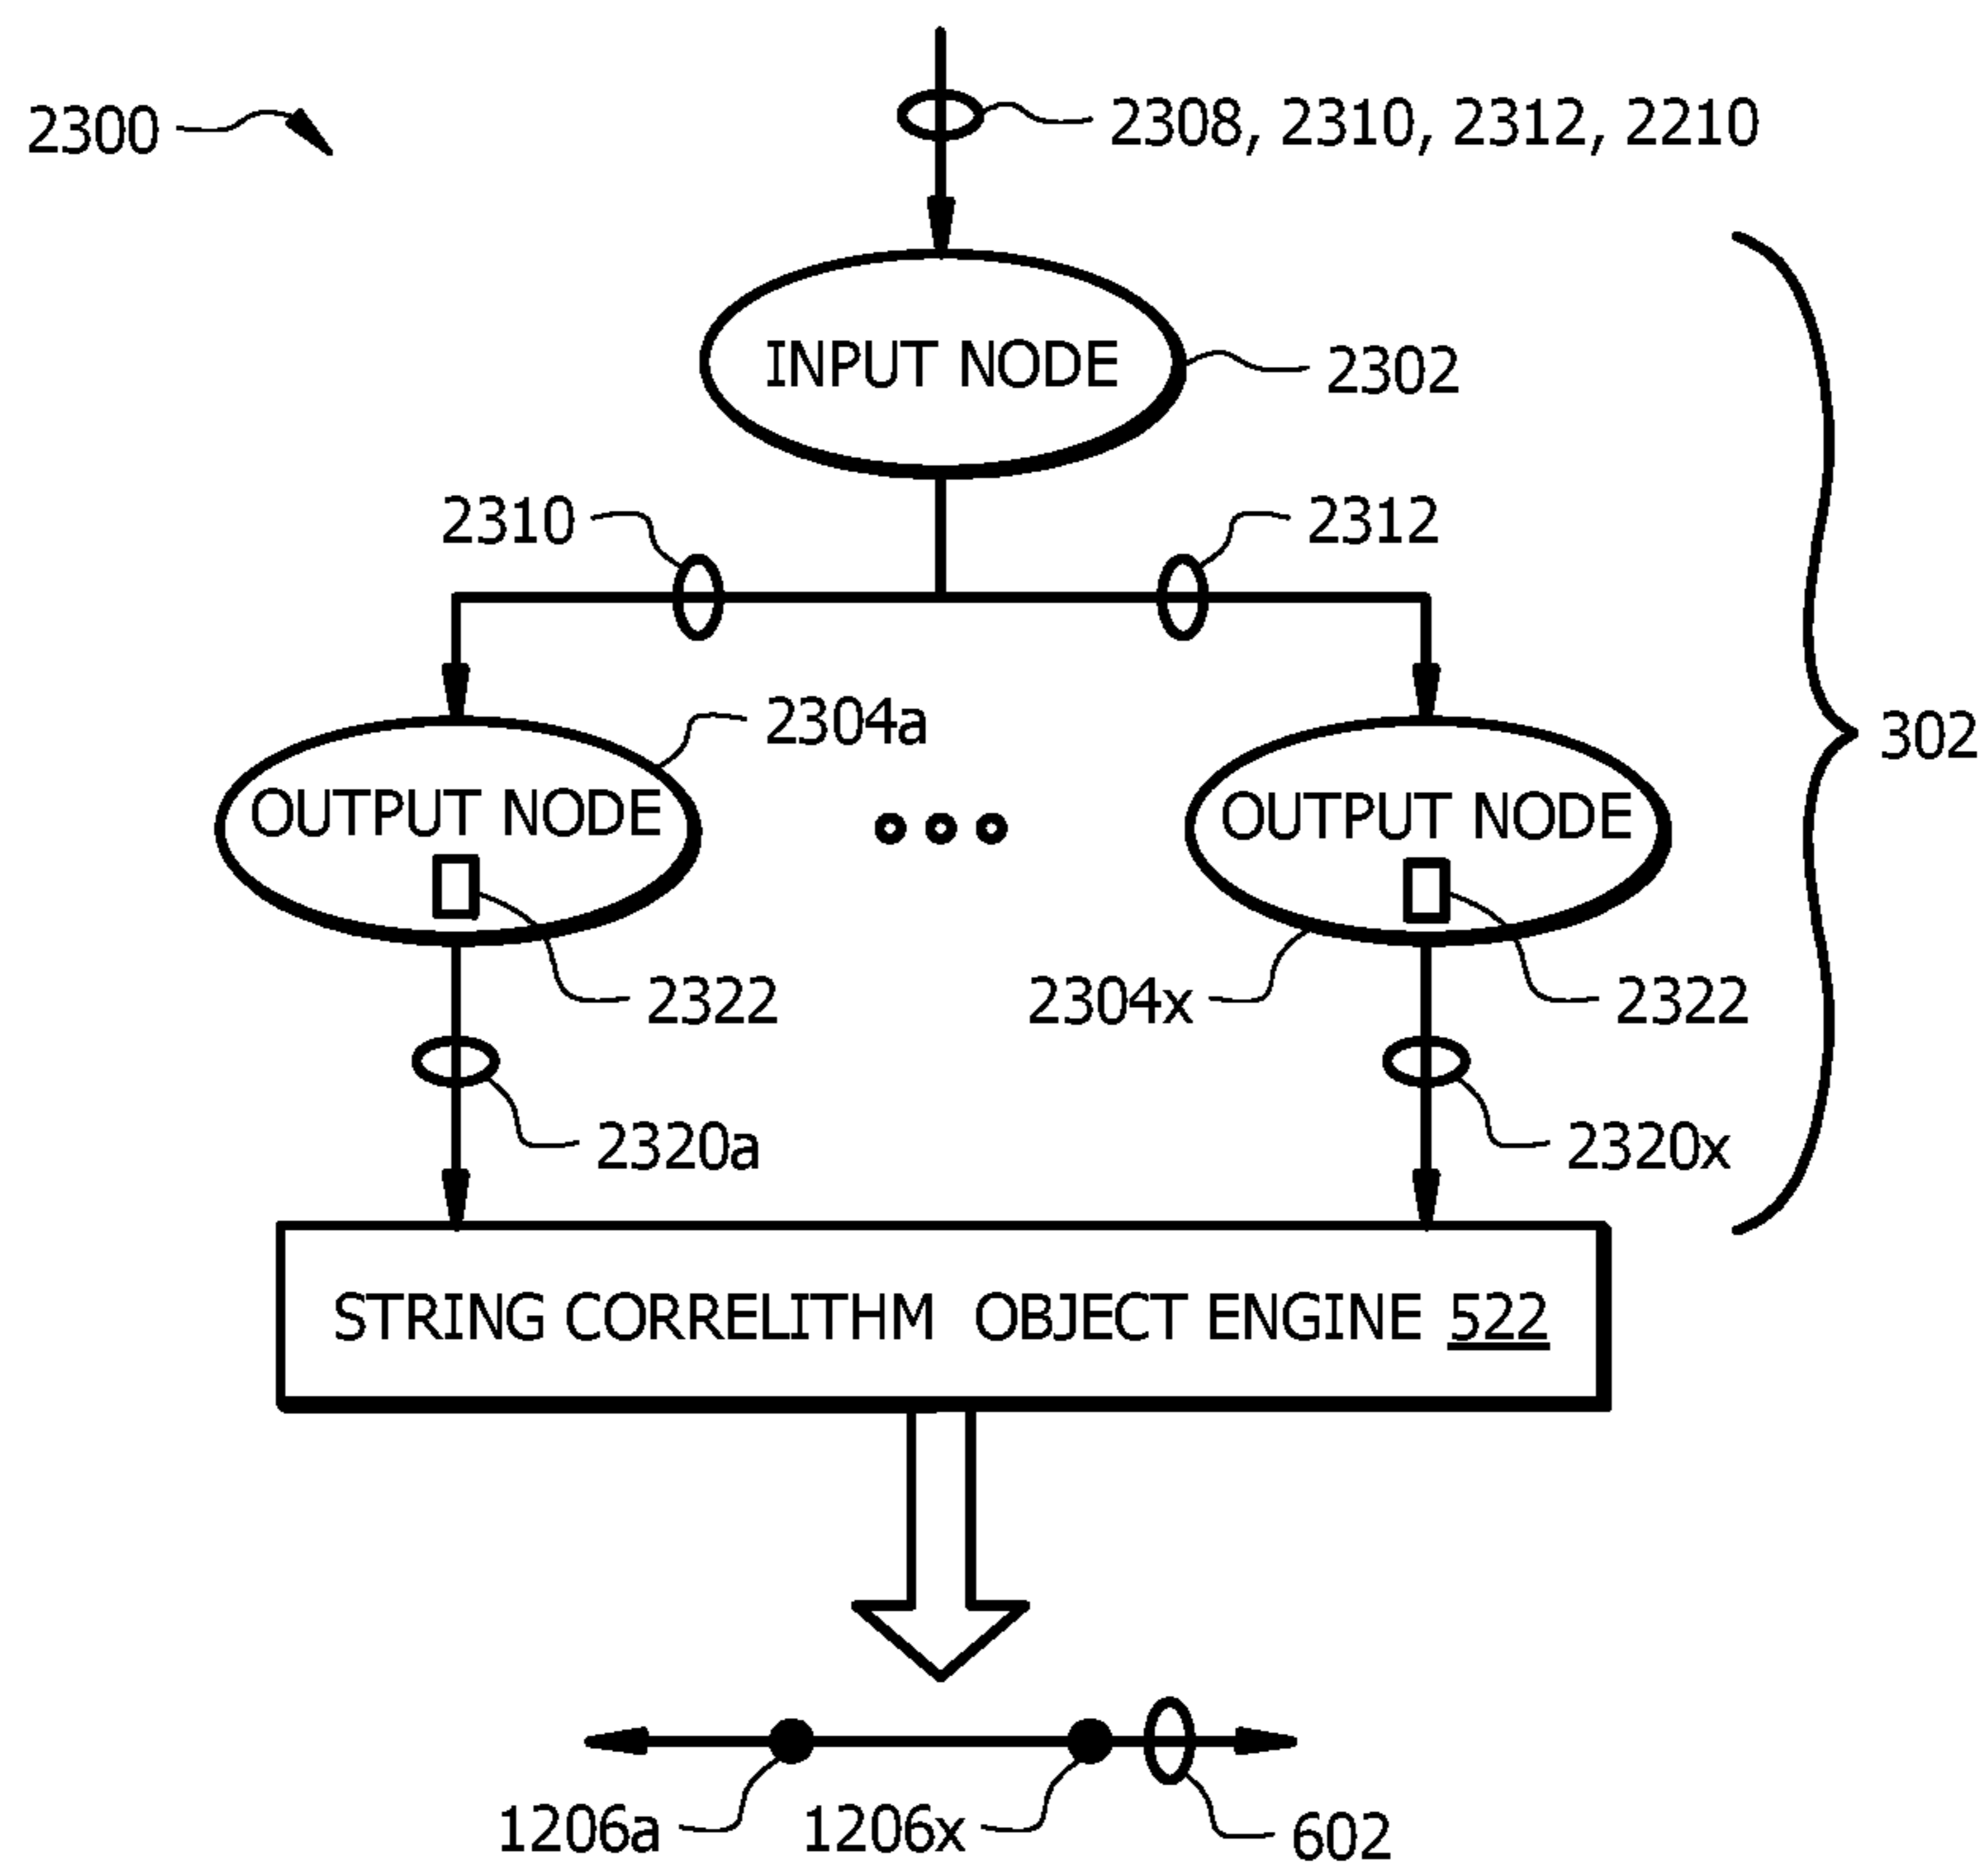 2300
2308, 2310, 2312, 2210
INPUT NODE
2302
2310
2312
302
2304a
OUTPUT NODE
OUTPUT NODE
2322
2304x
2322
2320a
2320x
STRING CORRELITHM OBJECT ENGINE 522
1206a
1206x
602